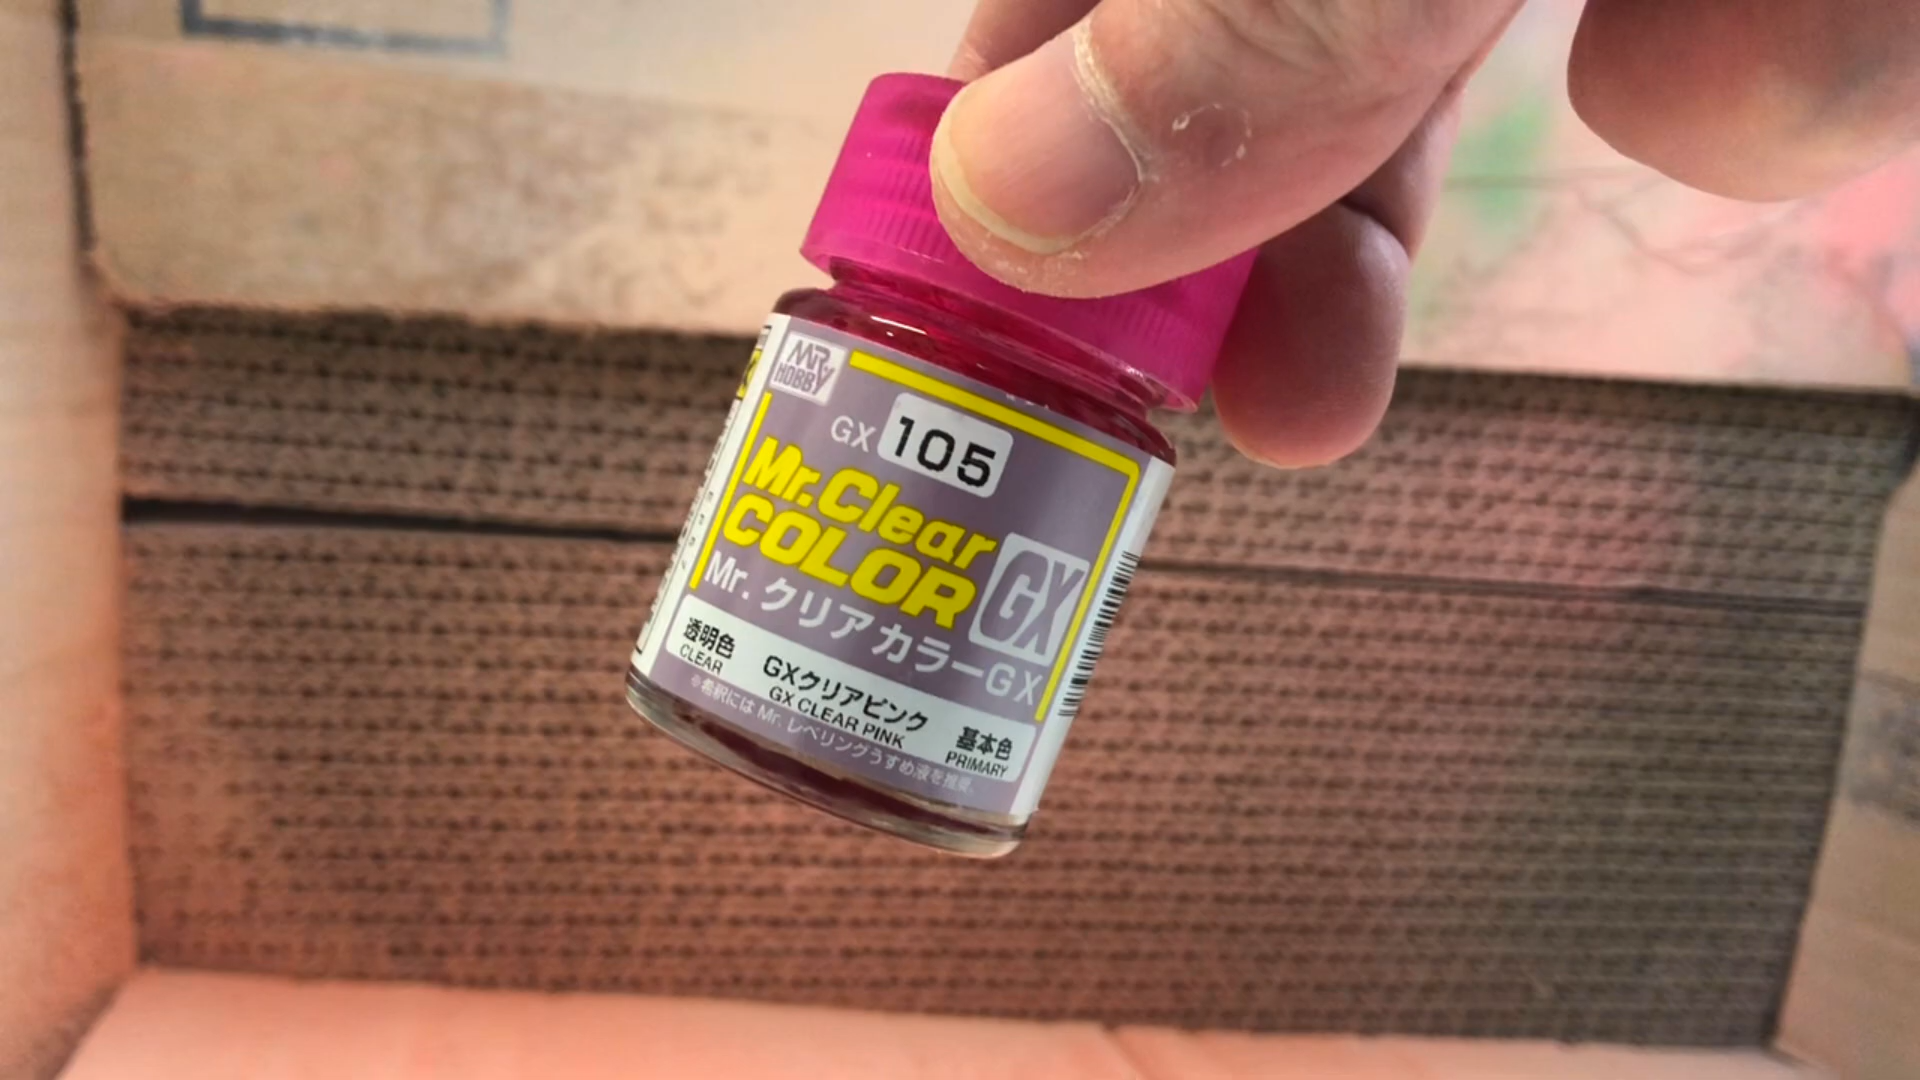 MR HOBBY
GX 105
Mr.Clear
COLOR GX
Mr.クリアカラーGX
透明色
CLEAR
GXクリアピンク
GX CLEAR PINK
基本色
PRIMARY
※希釈には Mr.レベリングうすめ液を推奨。